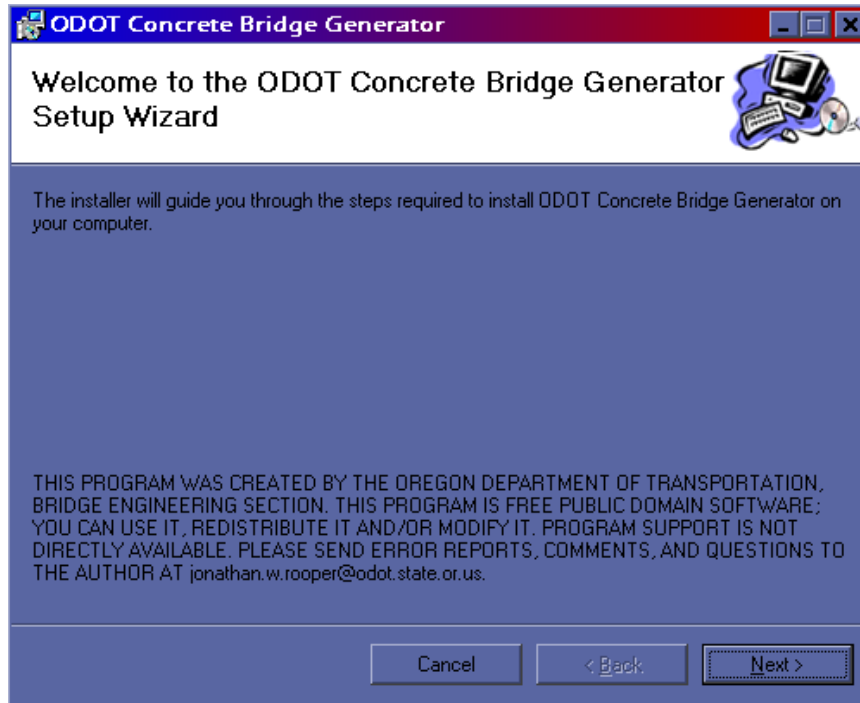 ODOT Concrete Bridge Generator
Welcome to the ODOT Concrete Bridge Generator
Setup Wizard
The installer will guide you through the steps required to install ODOT Concrete Bridge Generator on
your computer.
THIS PROGRAM WAS CREATED BY THE OREGON DEPARTMENT OF TRANSPORTATION,
BRIDGE ENGINEERING SECTION. THIS PROGRAM IS FREE PUBLIC DOMAIN SOFTWARE;
YOU CAN USE IT, REDISTRIBUTE IT AND/OR MODIFY IT. PROGRAM SUPPORT IS NOT
DIRECTLY AVAILABLE. PLEASE SEND ERROR REPORTS, COMMENTS, AND QUESTIONS TO
THE AUTHOR AT jonathan.w.rooper@odot.state.or.us.
Cancel < Back Next >